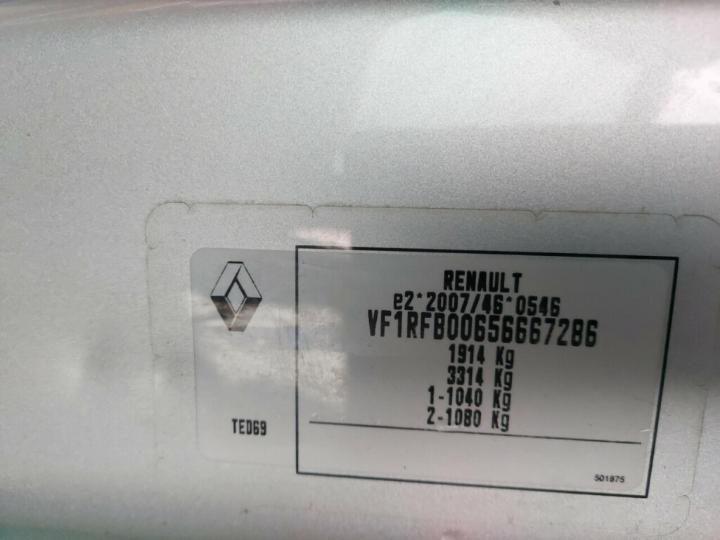 RENAULT
e2*2007/46*0546
VF1RFB00656667286
1914 Kg
3314 Kg
1-1040 Kg
2-1080 Kg
TED69
501875